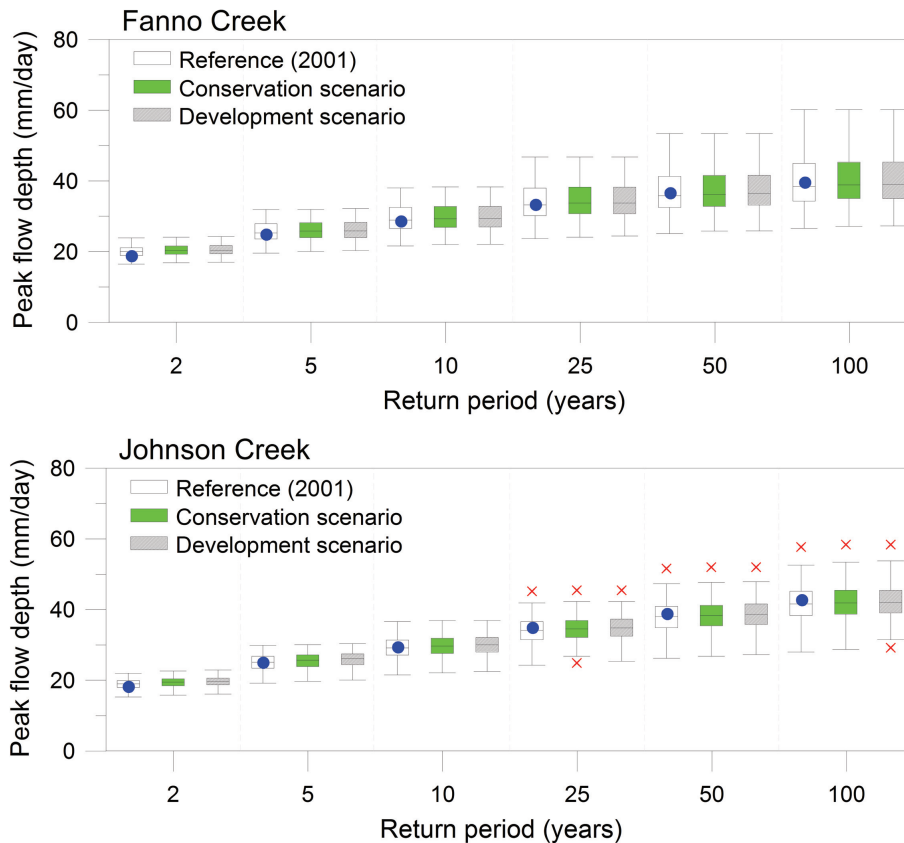 Fanno Creek
80
Reference (2001)
Conservation scenario
Development scenario
60
40
20
0
Peak flow depth (mm/day)
2 5 10 25 50 100
Return period (years)
Johnson Creek
80
Reference (2001)
Conservation scenario
Development scenario
60
40
20
0
Peak flow depth (mm/day)
2 5 10 25 50 100
Return period (years)